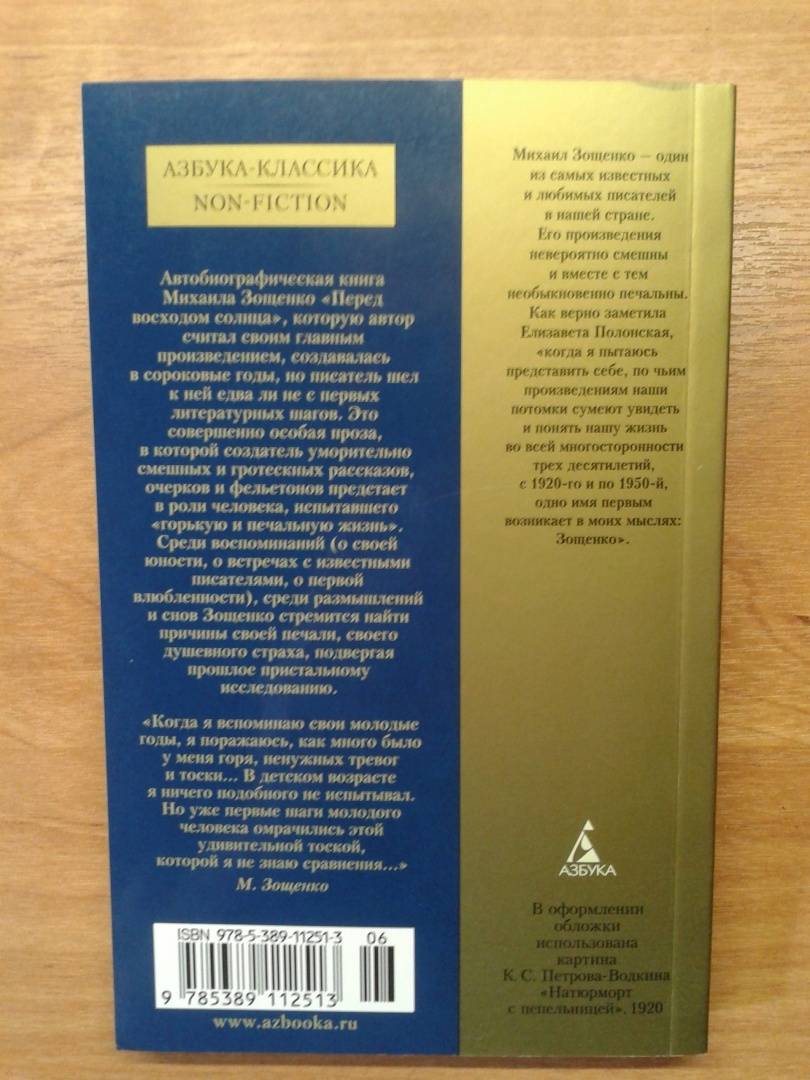 АЗБУКА-КЛАССИКА
NON-FICTION
Автобиографическая книга
Михаила Зощенко «Перед
восходом солнца», которую автор
считал своим главным
произведением, создавалась
в сороковые годы, но писатель шел
к ней едва ли не с первых
литературных шагов. Это
совершенно особая проза,
в которой создатель уморительно
смешных и гротескных рассказов,
очерков и фельетонов предстает
в роли человека, испытавшего
«горькую и печальную жизнь».
Среди воспоминаний (о своей
юности, о встречах с известными
писателями, о первой
влюбленности), среди размышлений
и снов Зощенко стремится найти
причины своей печали, своего
душевного страха, подвергая
прошлое пристальному
исследованию.
«Когда я вспоминаю свои молодые
годы, я поражаюсь, как много было
у меня горя, ненужных тревог
и тоски... В детском возрасте
я ничего подобного не испытывал.
Но уже первые шаги молодого
человека омрачились этой
удивительной тоской,
которой я не знаю сравнения...»
М. Зощенко
ISBN 978-5-389-11251-3
06
9 785389 112513
www.azbooka.ru
Михаил Зощенко — один
из самых известных
и любимых писателей
в нашей стране.
Его произведения
невероятно смешны
и вместе с тем
необыкновенно печальны.
Как верно заметила
Елизавета Полонская,
«когда я пытаюсь
представить себе, по чьим
произведениям наши
потомки сумеют увидеть
и понять нашу жизнь
во всей многосторонности
трех десятилетий,
с 1920-го и по 1950-й,
одно имя первым
возникает в моих мыслях:
Зощенко».
АЗБУКА
В оформлении
обложки
использована
картина
К. С. Петрова-Водкина
«Натюрморт
с пепельницей». 1920